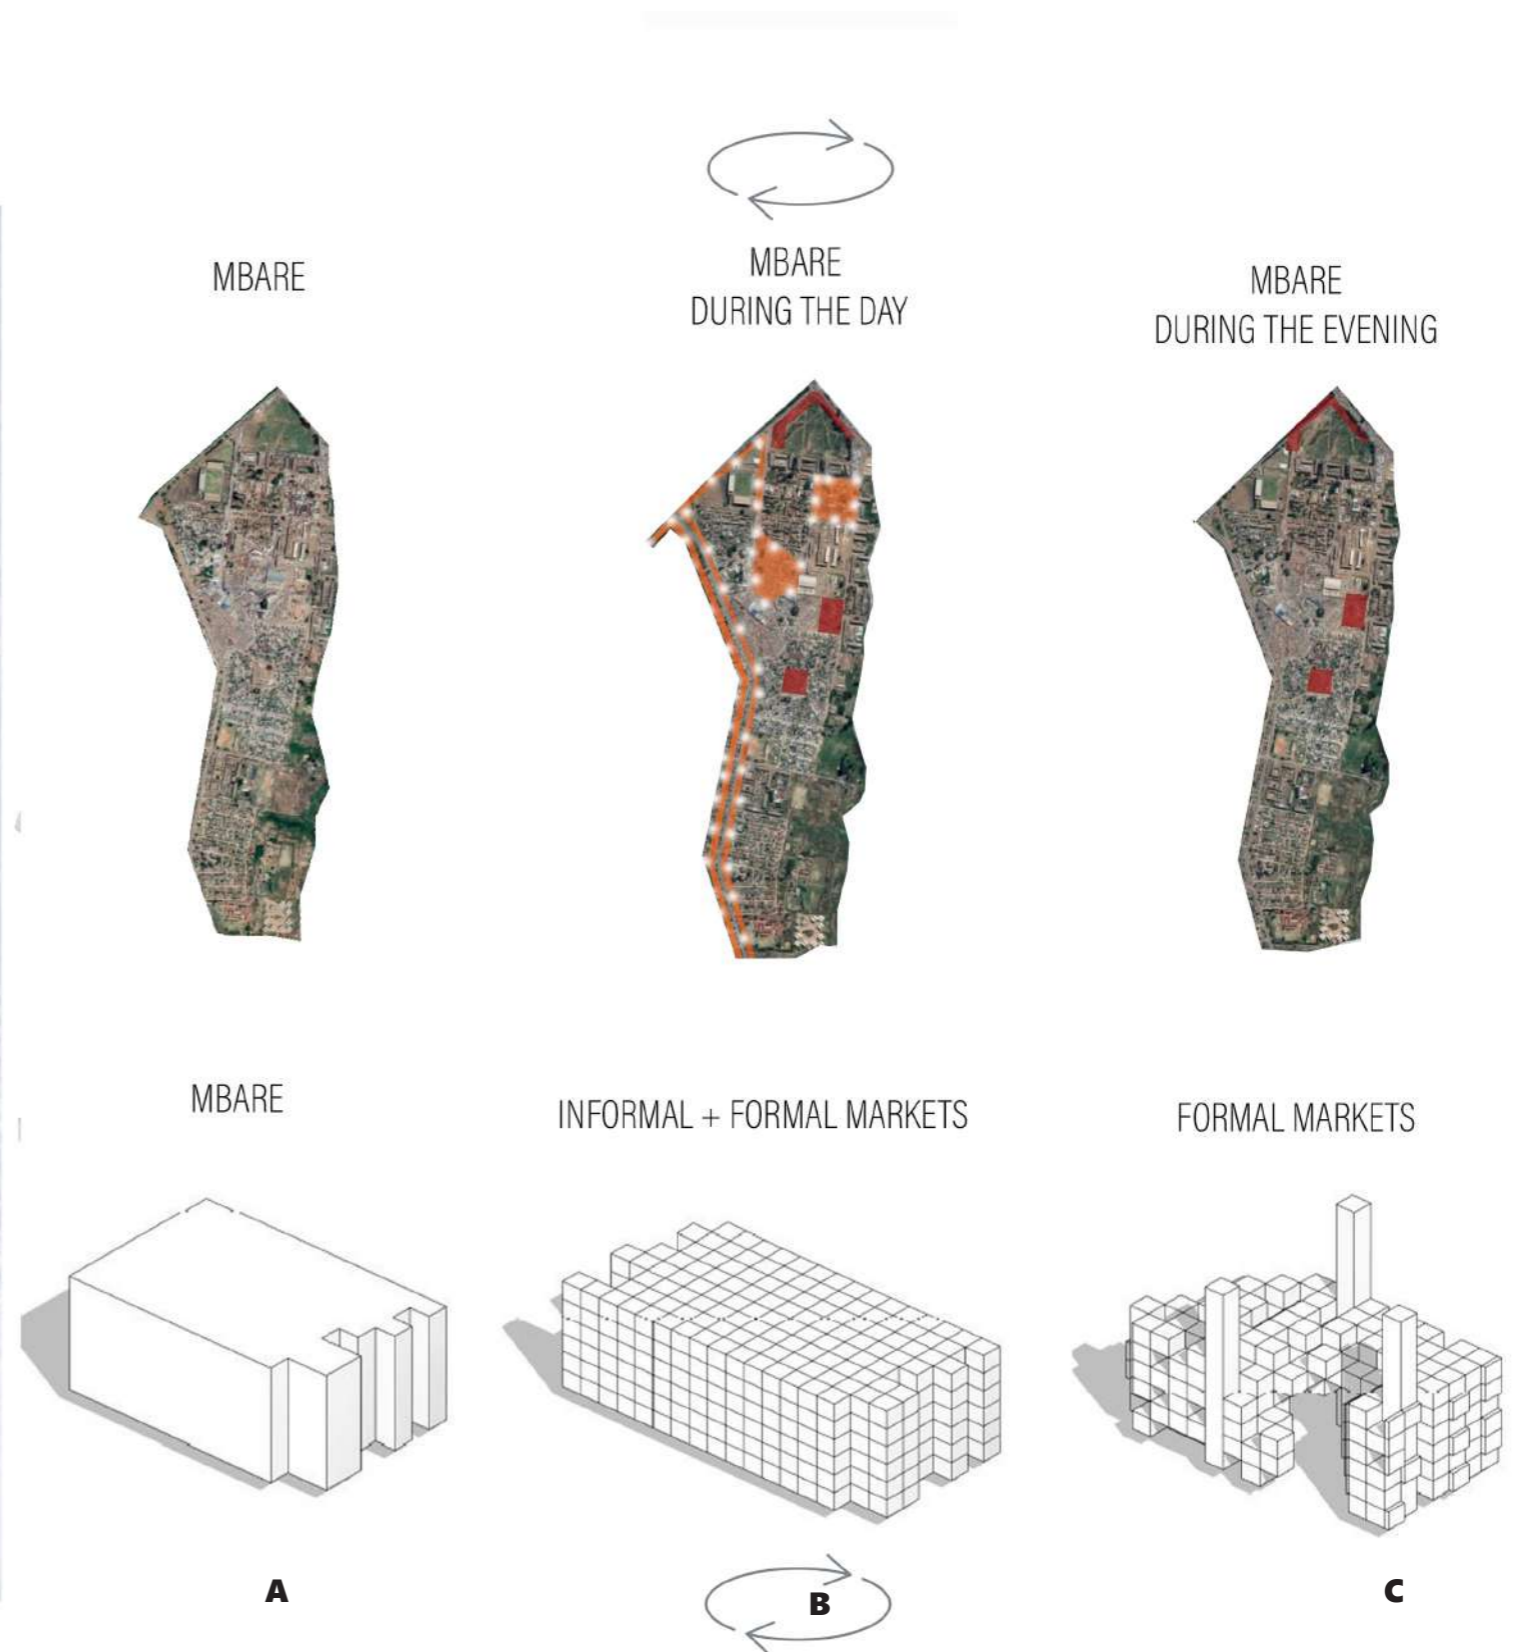 MBARE
MBARE
DURING THE DAY
MBARE
DURING THE EVENING
MBARE
INFORMAL + FORMAL MARKETS
FORMAL MARKETS
A
B
C